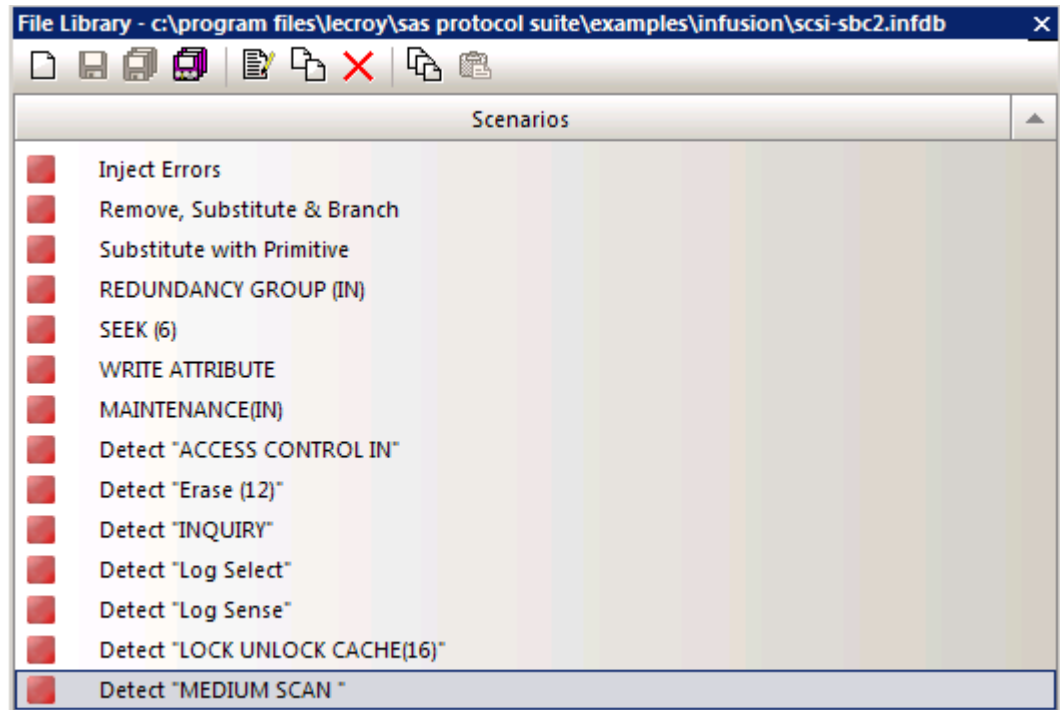 File Library - c:\program files\lecroy\sas protocol suite\examples\infusion\scsi-sbc2.infdb
Scenarios
Inject Errors
Remove, Substitute & Branch
Substitute with Primitive
REDUNDANCY GROUP (IN)
SEEK (6)
WRITE ATTRIBUTE
MAINTENANCE(IN)
Detect "ACCESS CONTROL IN"
Detect "Erase (12)"
Detect "INQUIRY"
Detect "Log Select"
Detect "Log Sense"
Detect "LOCK UNLOCK CACHE(16)"
Detect "MEDIUM SCAN "